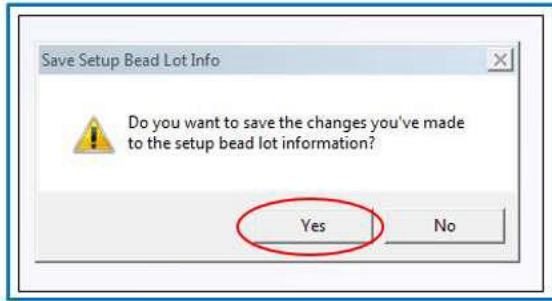 Save Setup Bead Lot Info
Do you want to save the changes you've made
to the setup bead lot information?
Yes
No